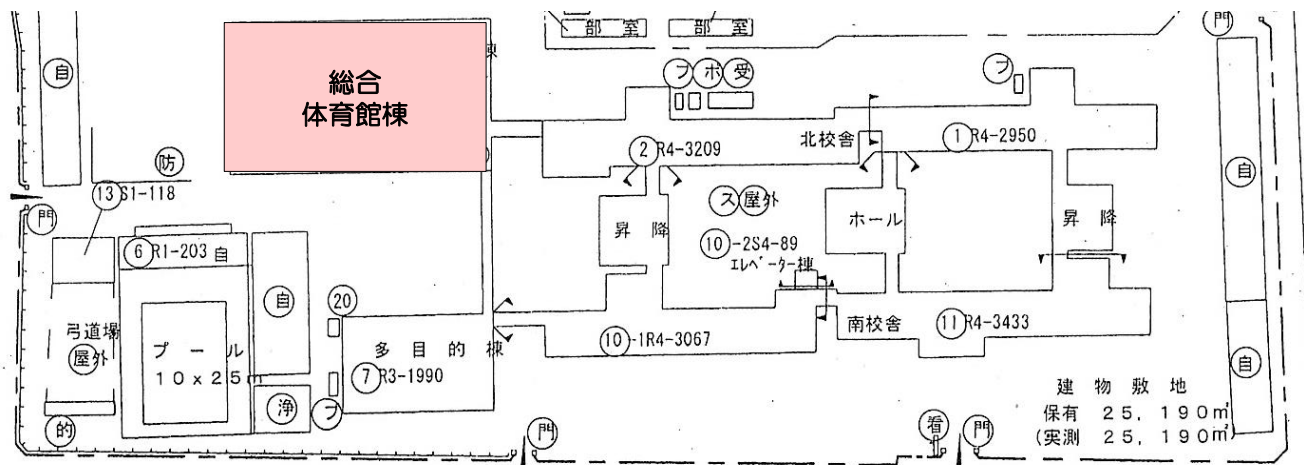 部室
部室
門
自
総合
体育館棟
プ
ホ
受
プ
北校舎
① R4-2950
② R4-3209
防
⑬ S1-118
門
ス
屋外
ホール
昇降
昇降
自
⑥ R1-203 自
⑩-2S4-89
エレベーター棟
自
⑳
弓道場
屋外
プール
10x25m
多目的棟
⑦ R3-1990
⑩-1R4-3067
南校舎
⑪ R4-3433
自
浄
プ
的
門
看
門
建物敷地
保有 25,190㎡
(実測 25,190㎡)